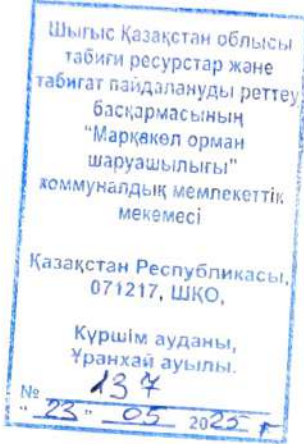 Шығыс Қазақстан облысы
табиғи ресурстар және
табиғат пайдалануды реттеу
басқармасының
"Марқакөл орман
шаруашылығы"
коммуналдық мемлекеттік
мекемесі
Қазақстан Республикасы,
071217, ШҚО,
Күршім ауданы,
Ұранхай ауылы.
№ 137
"23" 05 2025 г